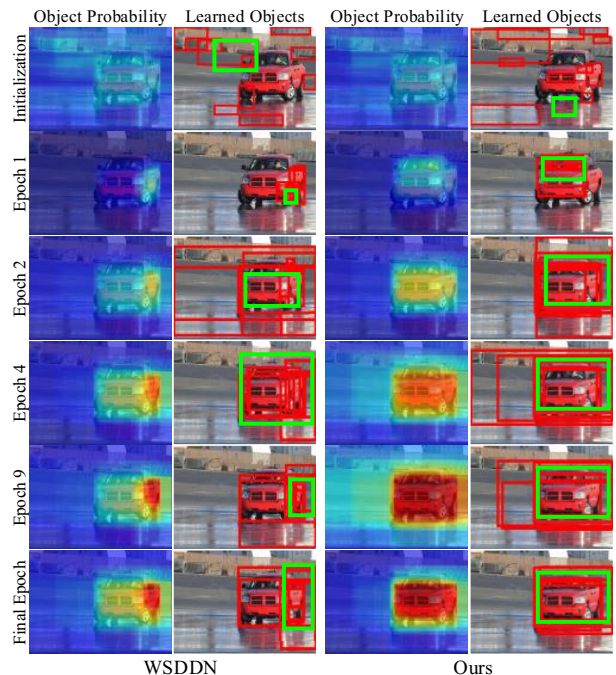 Object Probability Learned Objects Object Probability Learned Objects
Initialization
Epoch 1
Epoch 2
Epoch 4
Epoch 9
Final Epoch
WSDDN Ours